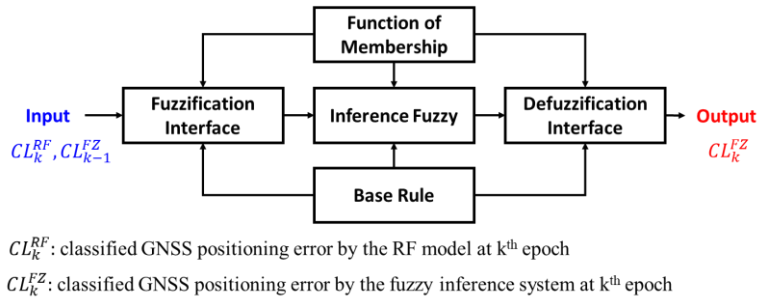 Function of
Membership
Input
Fuzzification
Interface
Inference Fuzzy
Defuzzification
Interface
Output
$CL_k^{RF}, CL_{k-1}^{FZ}$
$CL_k^{FZ}$
Base Rule
$CL_k^{RF}$: classified GNSS positioning error by the RF model at k$^{th}$ epoch
$CL_k^{FZ}$: classified GNSS positioning error by the fuzzy inference system at k$^{th}$ epoch